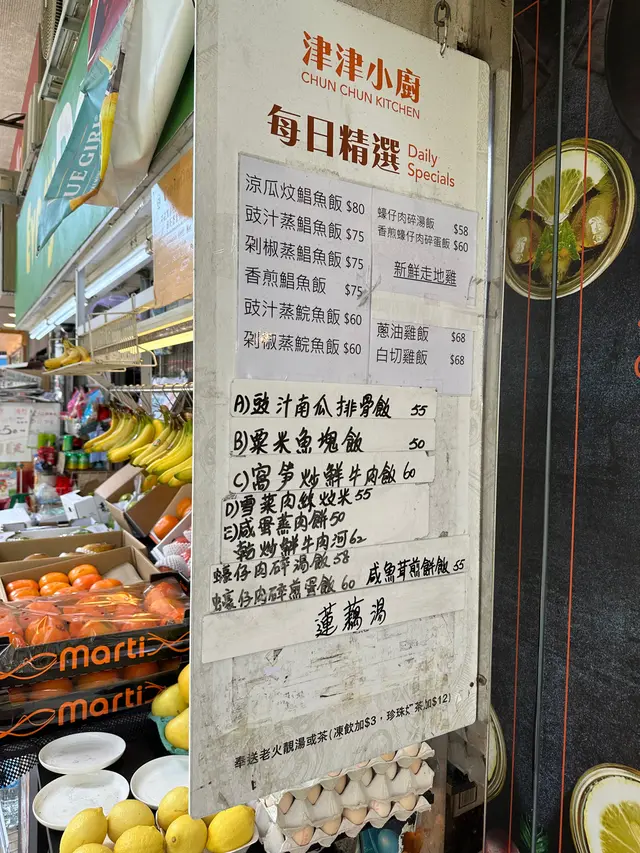 津津小廚
CHUN CHUN KITCHEN
每日精選 Daily Specials
涼瓜炆鯧魚飯 $80
豉汁蒸鯧魚飯 $75
剁椒蒸鯧魚飯 $75
香煎鯧魚飯 $75
豉汁蒸鯇魚飯 $60
剁椒蒸鯇魚飯 $60
蠔仔肉碎湯飯 $58
香煎蠔仔肉碎蛋飯 $60
新鮮走地雞
蔥油雞飯 $68
白切雞飯 $68
A)豉汁南瓜排骨飯 55
B)粟米魚塊飯 50
C)窩笋炒鮮牛肉飯 60
D)雪菜肉絲炆米 55
E)咸蛋蒸肉餅 50
乾炒鮮牛肉河 62
蠔仔肉碎湯飯 58
蠔仔肉碎煎蛋飯 60
咸魚茸煎餅飯 55
蓮藕湯
奉送老火靚湯或茶(凍飲加$3，珍珠奶茶加$12)
marti
marti